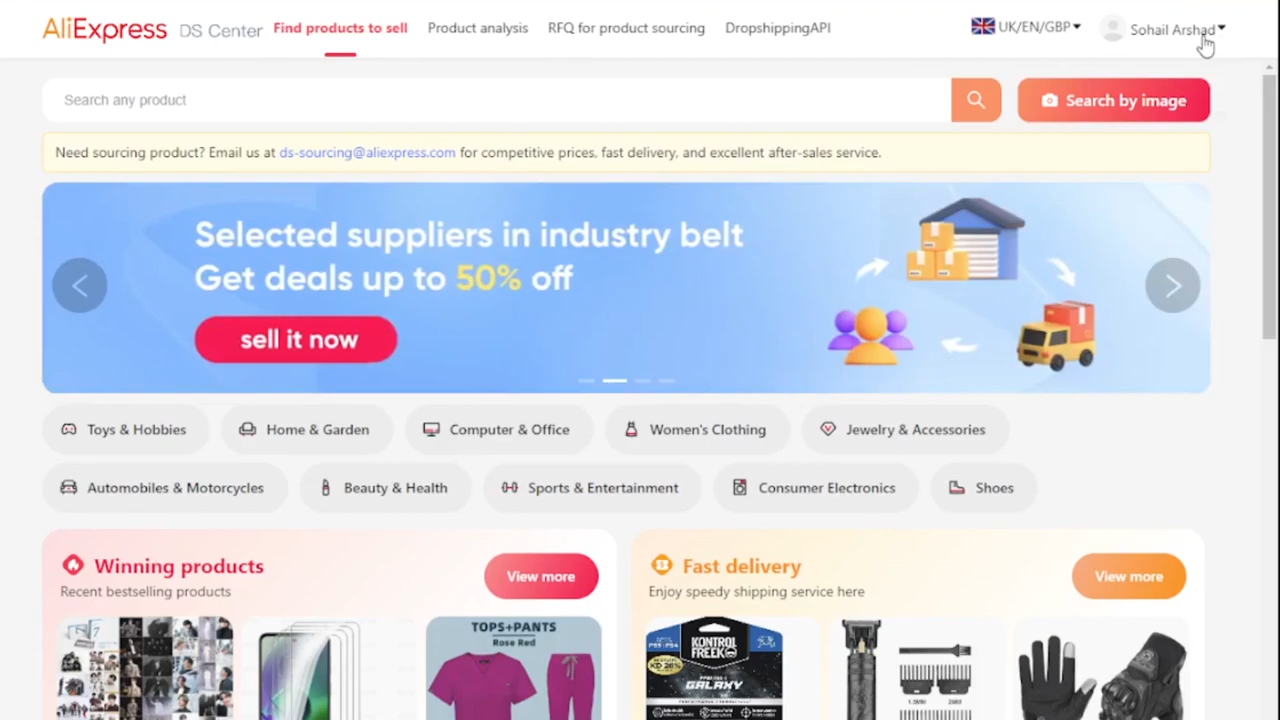 AliExpress DS Center Find products to sell Product analysis RFQ for product sourcing DropshippingAPI UK/EN/GBP Sohail Arshad
Search any product Search by image
Need sourcing product? Email us at ds-sourcing@aliexpress.com for competitive prices, fast delivery, and excellent after-sales service.
Selected suppliers in industry belt
Get deals up to 50% off
sell it now
Toys & Hobbies Home & Garden Computer & Office Women's Clothing Jewelry & Accessories
Automobiles & Motorcycles Beauty & Health Sports & Entertainment Consumer Electronics Shoes
Winning products
Recent bestselling products
View more
Fast delivery
Enjoy speedy shipping service here
View more
TOPS+PANTS
Rose Red
KONTROL
FREEK
GALAXY